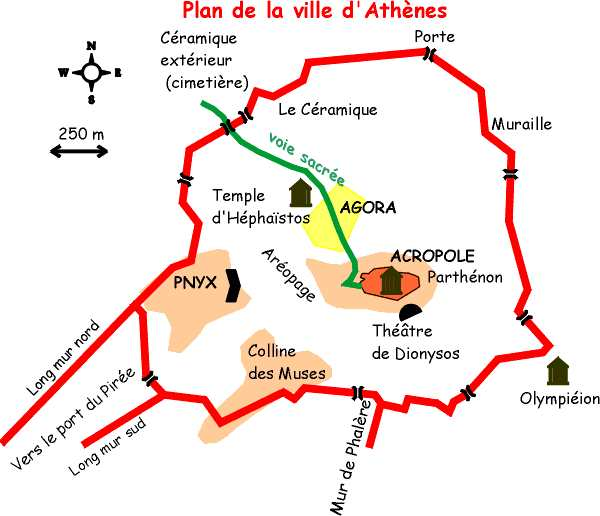 Plan de la ville d'Athènes
Céramique
extérieur
(cimetière)
Porte
N
W
E
S
Le Céramique
250 m
Muraille
voie sacrée
Temple
d'Héphaïstos
AGORA
Aréopage
ACROPOLE
Parthénon
PNYX
Théâtre
de Dionysos
Colline
des Muses
Long mur nord
Vers le port du Pirée
Long mur sud
Mur de Phalère
Olympiéion